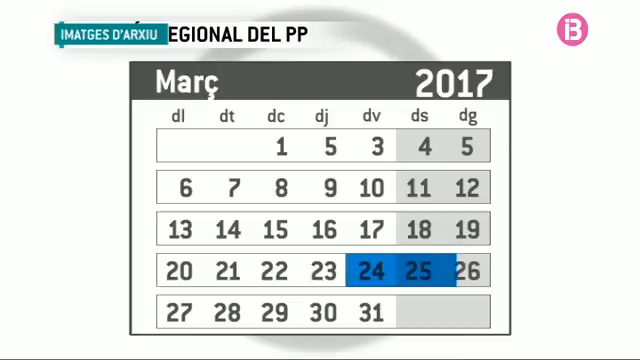 IMATGES D'ARXIU
REGIONAL DEL PP
Març 2017
dl dt dc dj dv ds dg
1 5 3 4 5
6 7 8 9 10 11 12
13 14 15 16 17 18 19
20 21 22 23 24 25 26
27 28 29 30 31